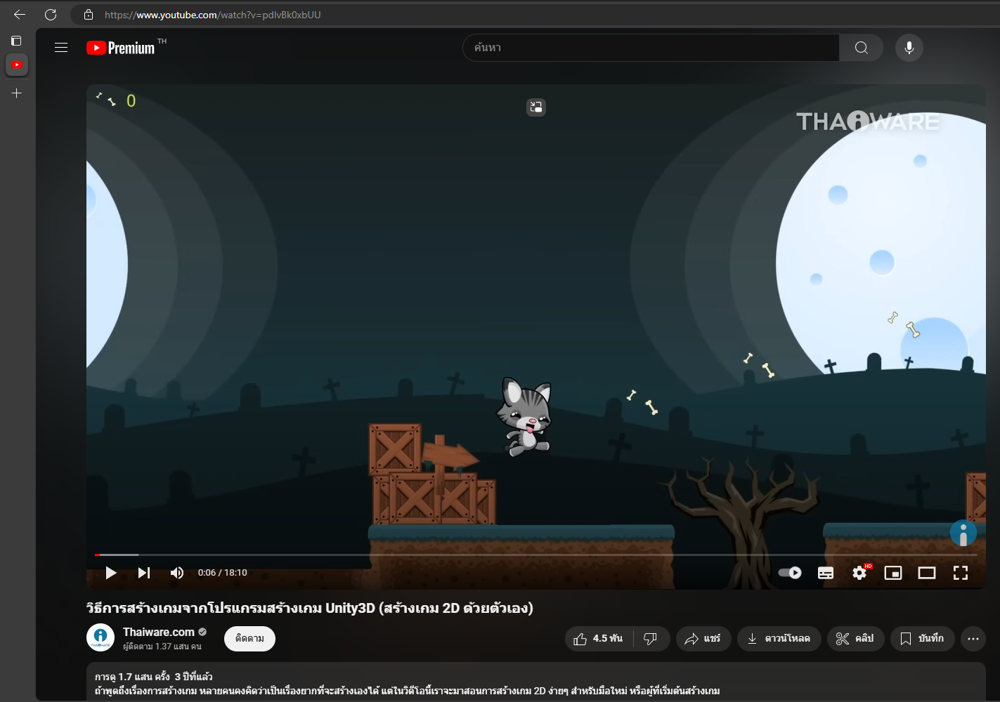 https://www.youtube.com/watch?v=pdIvBk0xbUU
Premium TH
ค้นหา
0
THAIWARE
0:06 / 18:10
HD
วิธีการสร้างเกมจากโปรแกรมสร้างเกม Unity3D (สร้างเกม 2D ด้วยตัวเอง)
Thaiware.com
ผู้ติดตาม 1.37 แสน คน
ติดตาม
4.5 พัน
แชร์
ดาวน์โหลด
คลิป
บันทึก
การดู 1.7 แสน ครั้ง 3 ปีที่แล้ว
ถ้าพูดถึงเรื่องการสร้างเกม หลายคนคงคิดว่าเป็นเรื่องยากที่จะสร้างเองได้ แต่ในวิดีโอนี้เราจะมาสอนการสร้างเกม 2D ง่ายๆ สำหรับมือใหม่ หรือผู้ที่เริ่มต้นสร้างเกม